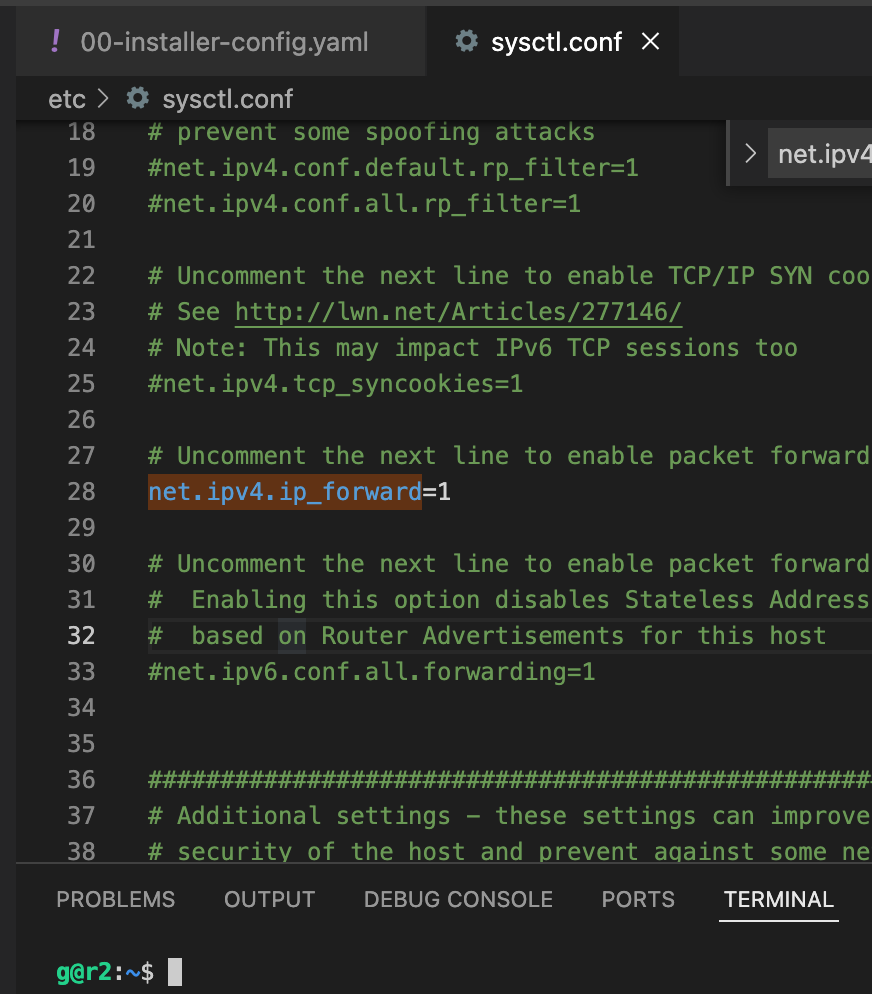 ! 00-installer-config.yaml sysctl.conf
etc > sysctl.conf
net.ipv4
18 # prevent some spoofing attacks
19 #net.ipv4.conf.default.rp_filter=1
20 #net.ipv4.conf.all.rp_filter=1
21
22 # Uncomment the next line to enable TCP/IP SYN coo
23 # See http://lwn.net/Articles/277146/
24 # Note: This may impact IPv6 TCP sessions too
25 #net.ipv4.tcp_syncookies=1
26
27 # Uncomment the next line to enable packet forward
28 net.ipv4.ip_forward=1
29
30 # Uncomment the next line to enable packet forward
31 #  Enabling this option disables Stateless Address
32 #  based on Router Advertisements for this host
33 #net.ipv6.conf.all.forwarding=1
34
35
36 ##################################################
37 # Additional settings – these settings can improve
38 # security of the host and prevent against some ne
PROBLEMS OUTPUT DEBUG CONSOLE PORTS TERMINAL
g@r2:~$